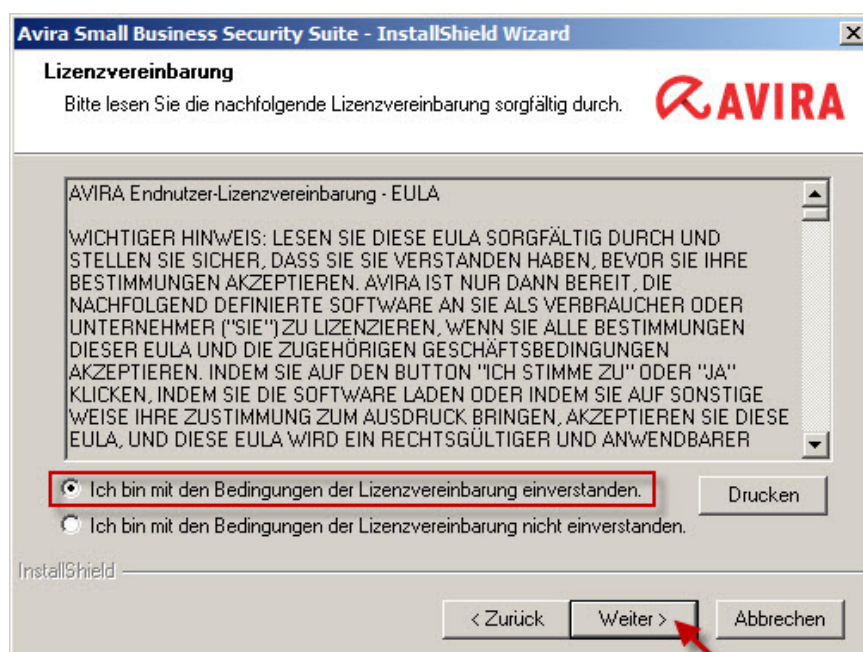 Avira Small Business Security Suite - InstallShield Wizard
Lizenzvereinbarung
Bitte lesen Sie die nachfolgende Lizenzvereinbarung sorgfältig durch.
AVIRA
AVIRA Endnutzer-Lizenzvereinbarung - EULA
WICHTIGER HINWEIS: LESEN SIE DIESE EULA SORGFÄLTIG DURCH UND
STELLEN SIE SICHER, DASS SIE SIE VERSTANDEN HABEN, BEVOR SIE IHRE
BESTIMMUNGEN AKZEPTIEREN. AVIRA IST NUR DANN BEREIT, DIE
NACHFOLGEND DEFINIERTE SOFTWARE AN SIE ALS VERBRAUCHER ODER
UNTERNEHMER ("SIE") ZU LIZENZIEREN, WENN SIE ALLE BESTIMMUNGEN
DIESER EULA UND DIE ZUGEHÖRIGEN GESCHÄFTSBEDINGUNGEN
AKZEPTIEREN. INDEM SIE AUF DEN BUTTON "ICH STIMME ZU" ODER "JA"
KLICKEN, INDEM SIE DIE SOFTWARE LADEN ODER INDEM SIE AUF SONSTIGE
WEISE IHRE ZUSTIMMUNG ZUM AUSDRUCK BRINGEN, AKZEPTIEREN SIE DIESE
EULA, UND DIESE EULA WIRD EIN RECHTSGÜLTIGER UND ANWENDBARER
Ich bin mit den Bedingungen der Lizenzvereinbarung einverstanden.
Drucken
Ich bin mit den Bedingungen der Lizenzvereinbarung nicht einverstanden.
InstallShield
< Zurück
Weiter >
Abbrechen